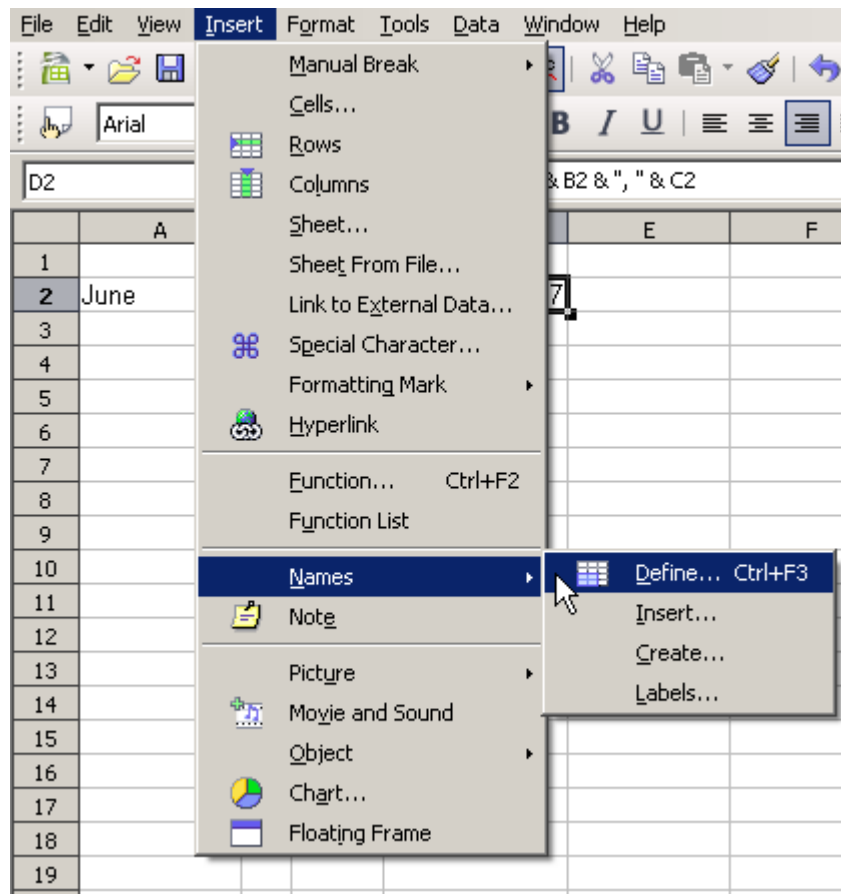 File Edit View Insert Format Tools Data Window Help
Manual Break
Cells...
Arial B I U
Rows
D2 Columns & B2 & ", " & C2
Sheet...
A E F
1 Sheet From File...
2 June Link to External Data... 7
3 Special Character...
4
5 Formatting Mark
6 Hyperlink
7
8 Function... Ctrl+F2
9 Function List
10 Names Define... Ctrl+F3
11 Note Insert...
12 Create...
13 Picture
14 Movie and Sound Labels...
15 Object
16
17 Chart...
18 Floating Frame
19